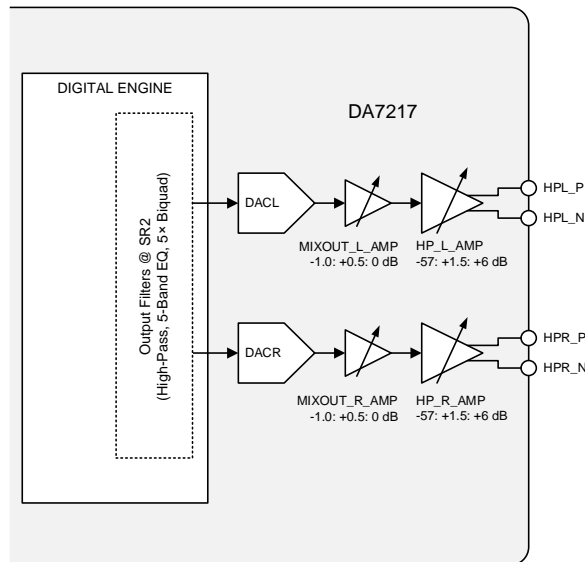 DIGITAL ENGINE
DA7217
Output Filters @ SR2
(High-Pass, 5-Band EQ, 5× Biquad)
DACL
HPL_P
HPL_N
MIXOUT_L_AMP
-1.0: +0.5: 0 dB
HP_L_AMP
-57: +1.5: +6 dB
DACR
HPR_P
HPR_N
MIXOUT_R_AMP
-1.0: +0.5: 0 dB
HP_R_AMP
-57: +1.5: +6 dB